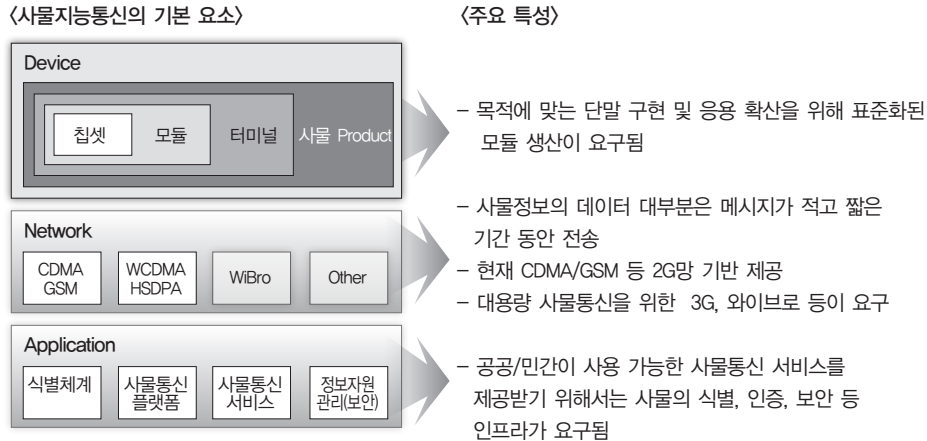 〈사물지능통신의 기본 요소〉
〈주요 특성〉
Device
칩셋
모듈
터미널
사물 Product
- 목적에 맞는 단말 구현 및 응용 확산을 위해 표준화된
모듈 생산이 요구됨
Network
CDMA
GSM
WCDMA
HSDPA
WiBro
Other
- 사물정보의 데이터 대부분은 메시지가 적고 짧은
기간 동안 전송
- 현재 CDMA/GSM 등 2G망 기반 제공
- 대용량 사물통신을 위한 3G, 와이브로 등이 요구
Application
식별체계
사물통신
플랫폼
사물통신
서비스
정보자원
관리(보안)
- 공공/민간이 사용 가능한 사물통신 서비스를
제공받기 위해서는 사물의 식별, 인증, 보안 등
인프라가 요구됨